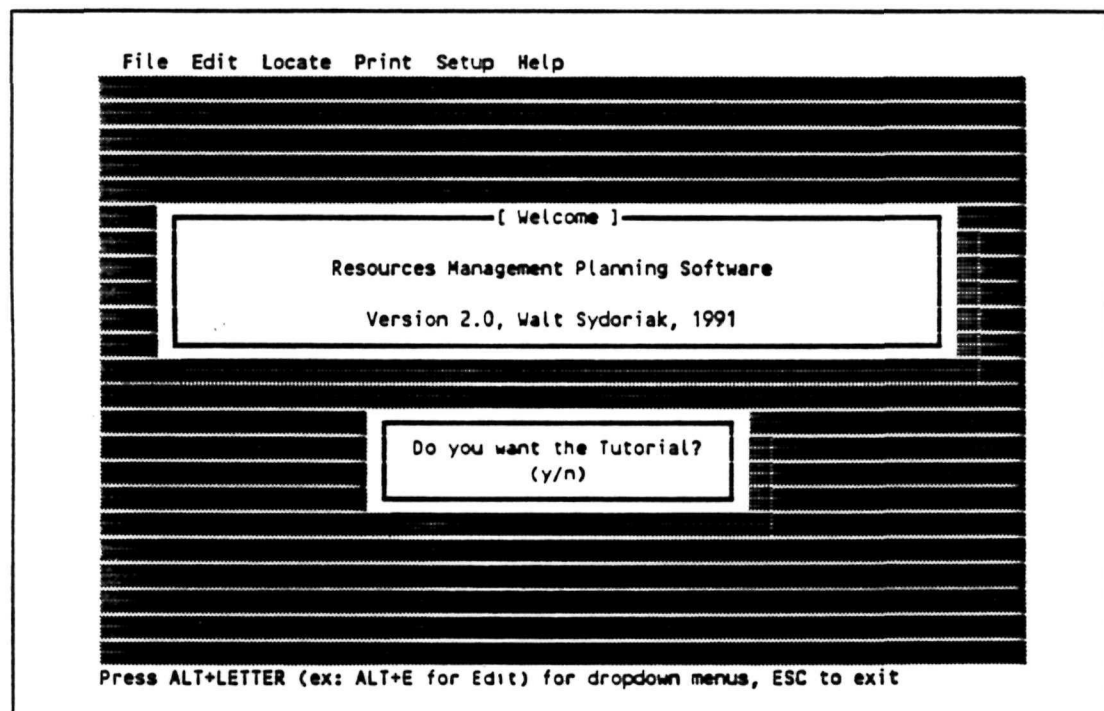 File Edit Locate Print Setup Help
[ Welcome ]
Resources Management Planning Software
Version 2.0, Walt Sydoriak, 1991
Do you want the Tutorial?
(y/n)
Press ALT+LETTER (ex: ALT+E for Edit) for dropdown menus, ESC to exit